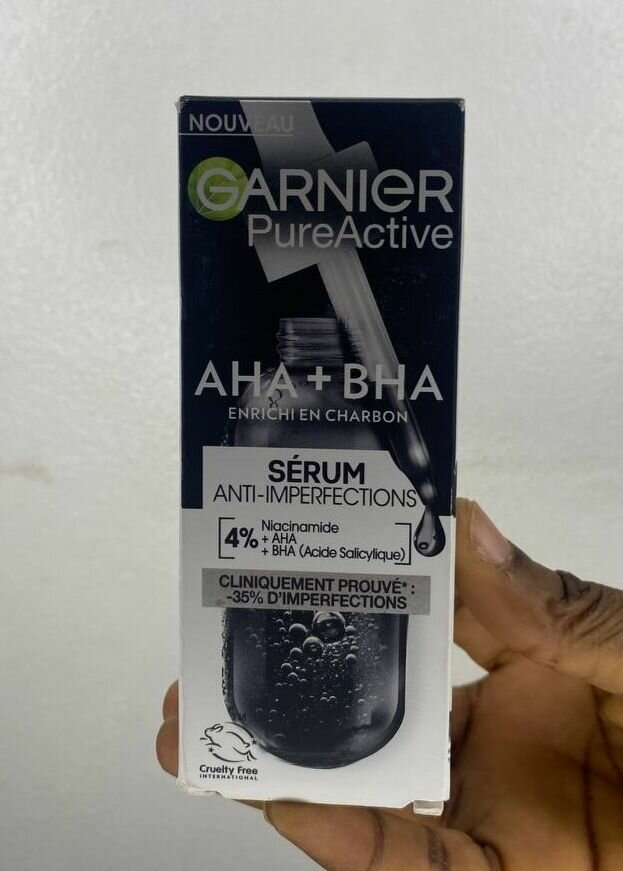 NOUVEAU
GARNIER
PureActive
AHA + BHA
ENRICHI EN CHARBON
SÉRUM
ANTI-IMPERFECTIONS
4% Niacinamide
+ AHA
+ BHA (Acide Salicylique)
CLINIQUEMENT PROUVÉ* :
-35% D'IMPERFECTIONS
TM
Cruelty Free
INTERNATIONAL